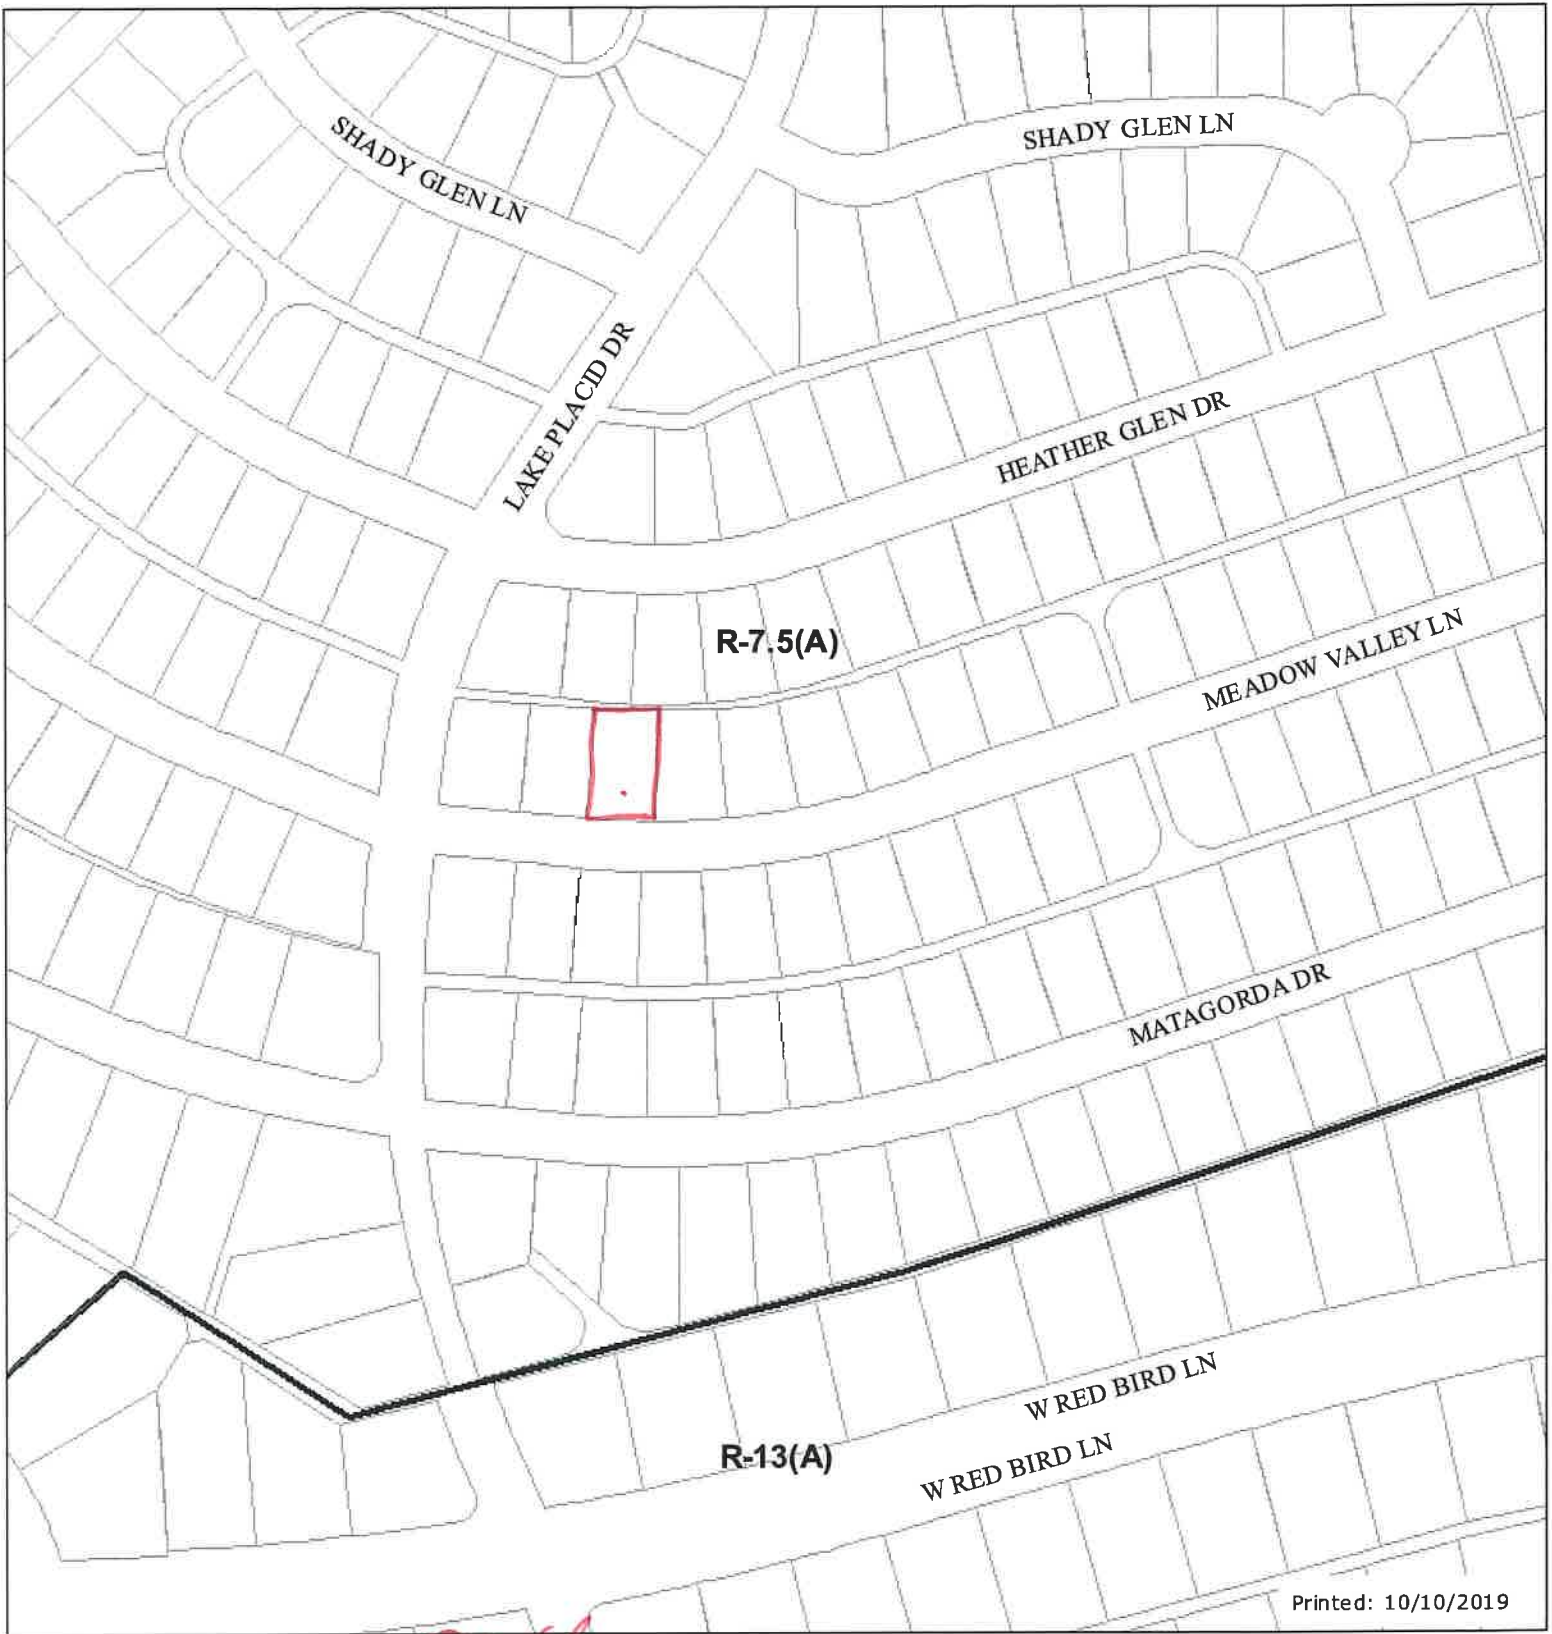 SHADY GLEN LN
SHADY GLEN LN
LAKE PLACID DR
HEATHER GLEN DR
R-7.5(A)
MEADOW VALLEY LN
MATAGORDA DR
W RED BIRD LN
R-13(A)
W RED BIRD LN
Printed: 10/10/2019